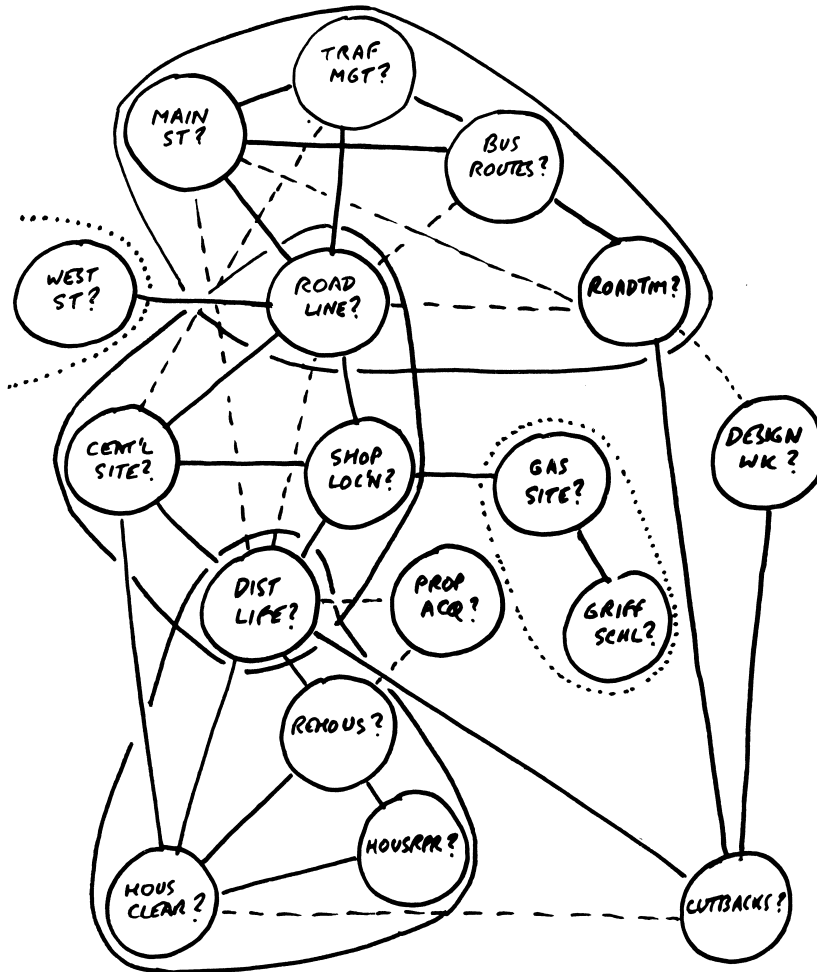 TRAF
MGT?
MAIN
ST?
BUS
ROUTES?
WEST
ST?
ROAD
LINE?
ROADTIM?
CENT'L
SITE?
SHOP
LOC'N?
GAS
SITE?
DESIGN
WK?
DIST
LIFE?
PROP
ACQ?
GRIFF
SCHL?
REHOUS?
HOUSRPR?
HOUS
CLEAR?
CUTBACKS?